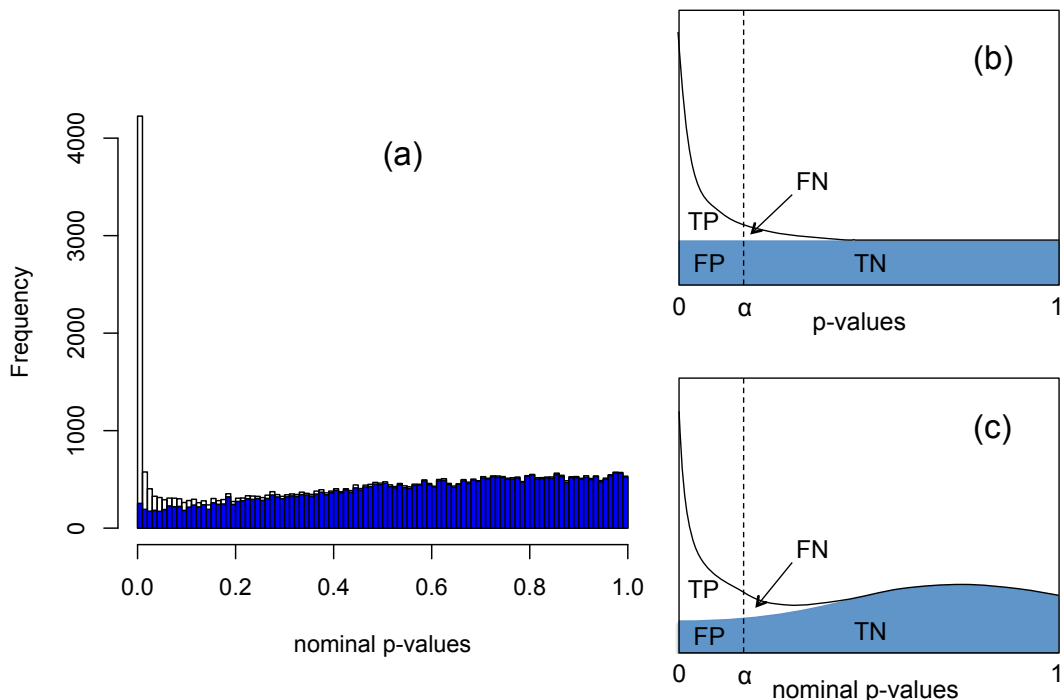 (a)
Frequency
4000
3000
2000
1000
0
0.0 0.2 0.4 0.6 0.8 1.0
nominal p-values
(b)
FN
TP
FP TN
0 α 1
p-values
(c)
FN
TP
FP TN
0 α 1
nominal p-values